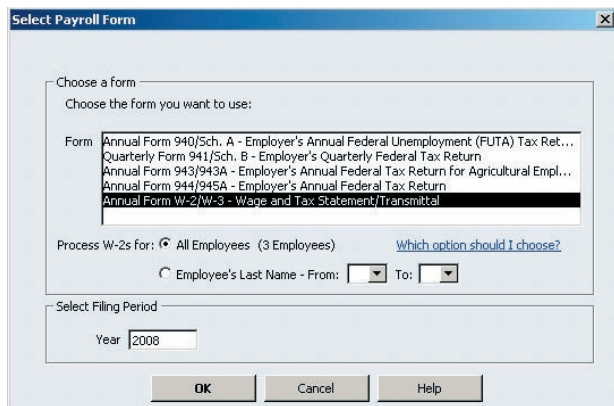 Select Payroll Form
Choose a form
Choose the form you want to use:
Form
Annual Form 940/Sch. A - Employer's Annual Federal Unemployment (FUTA) Tax Ret...
Quarterly Form 941/Sch. B - Employer's Quarterly Federal Tax Return
Annual Form 943/943A - Employer's Annual Federal Tax Return for Agricultural Empl...
Annual Form 944/945A - Employer's Annual Federal Tax Return
Annual Form W-2/W-3 - Wage and Tax Statement/Transmittal
Process W-2s for: All Employees (3 Employees) Which option should I choose?
Employee's Last Name - From: To:
Select Filing Period
Year 2008
OK Cancel Help